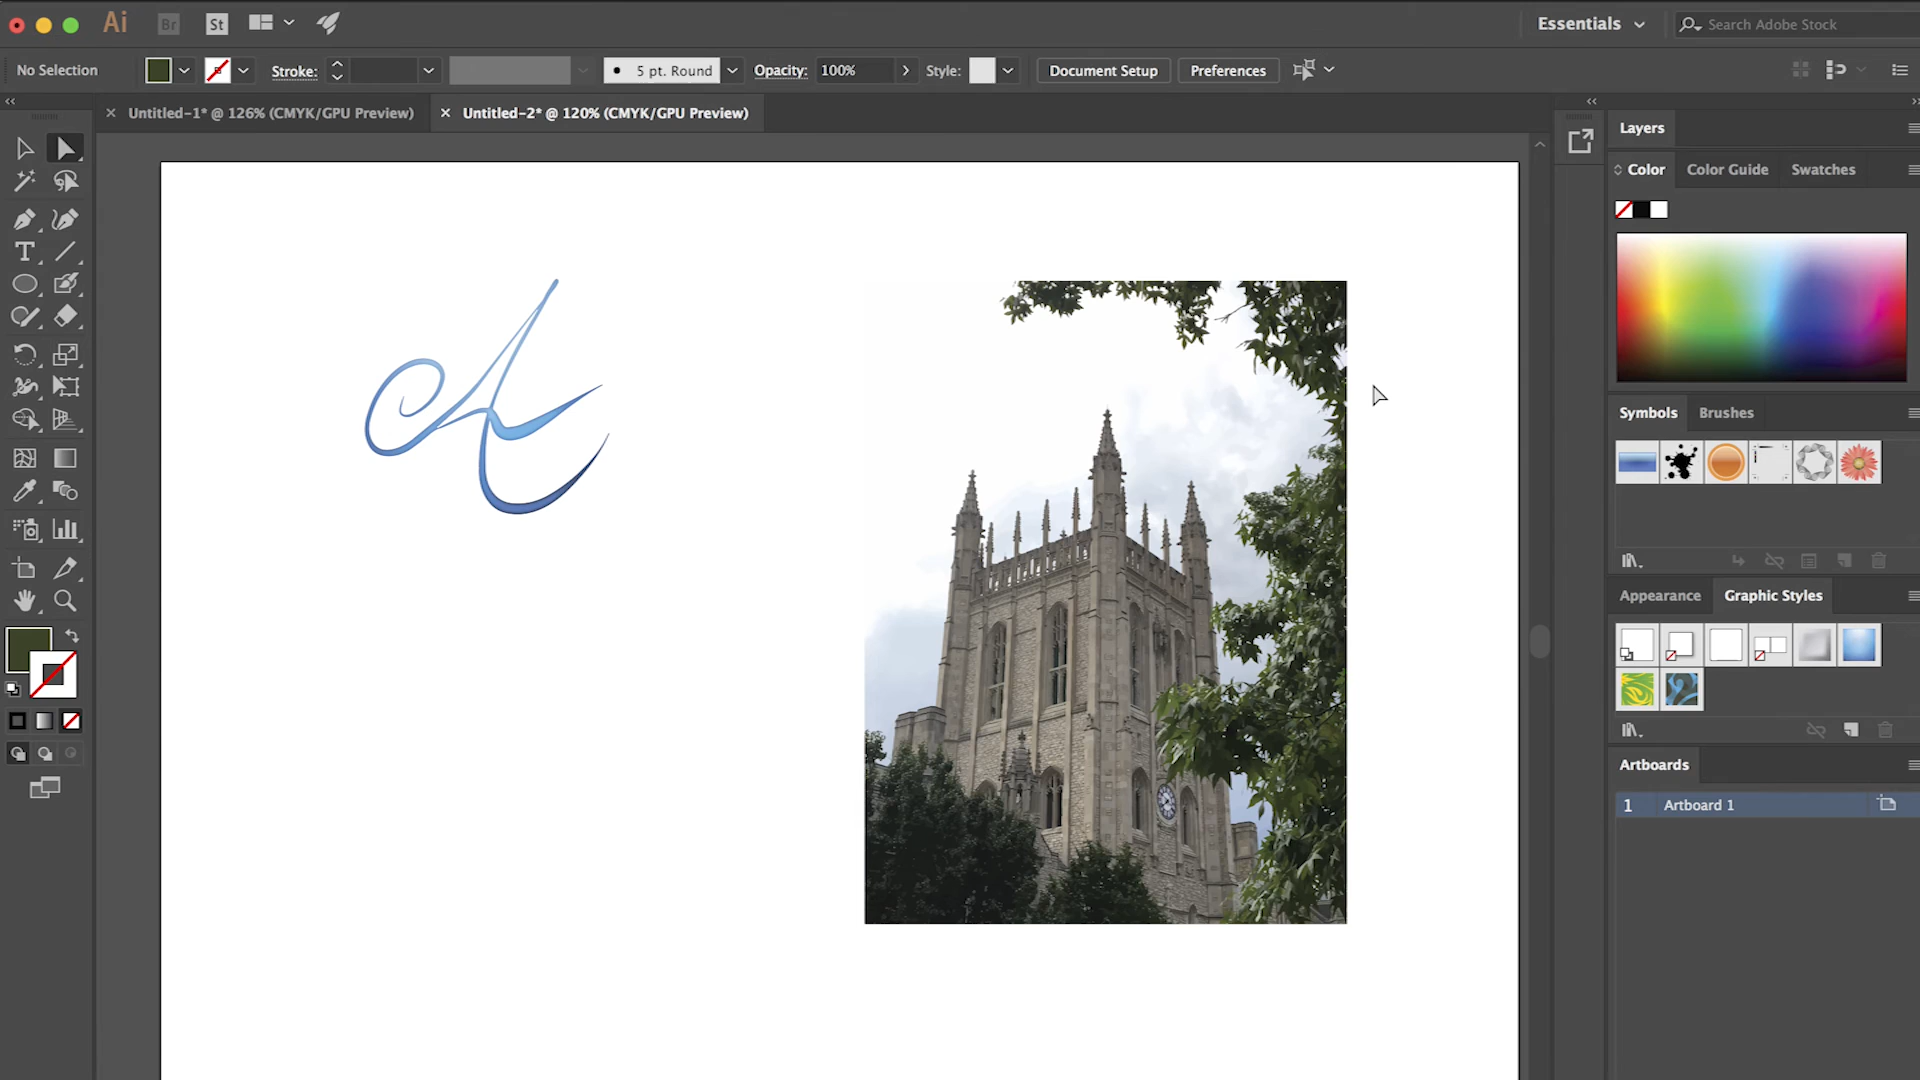 Ai Br St Essentials Search Adobe Stock
No Selection Stroke: 5 pt. Round Opacity: 100% Style: Document Setup Preferences
Untitled-1* @ 126% (CMYK/GPU Preview) Untitled-2* @ 120% (CMYK/GPU Preview)
Layers
Color Color Guide Swatches
Symbols Brushes
Appearance Graphic Styles
Artboards
1 Artboard 1